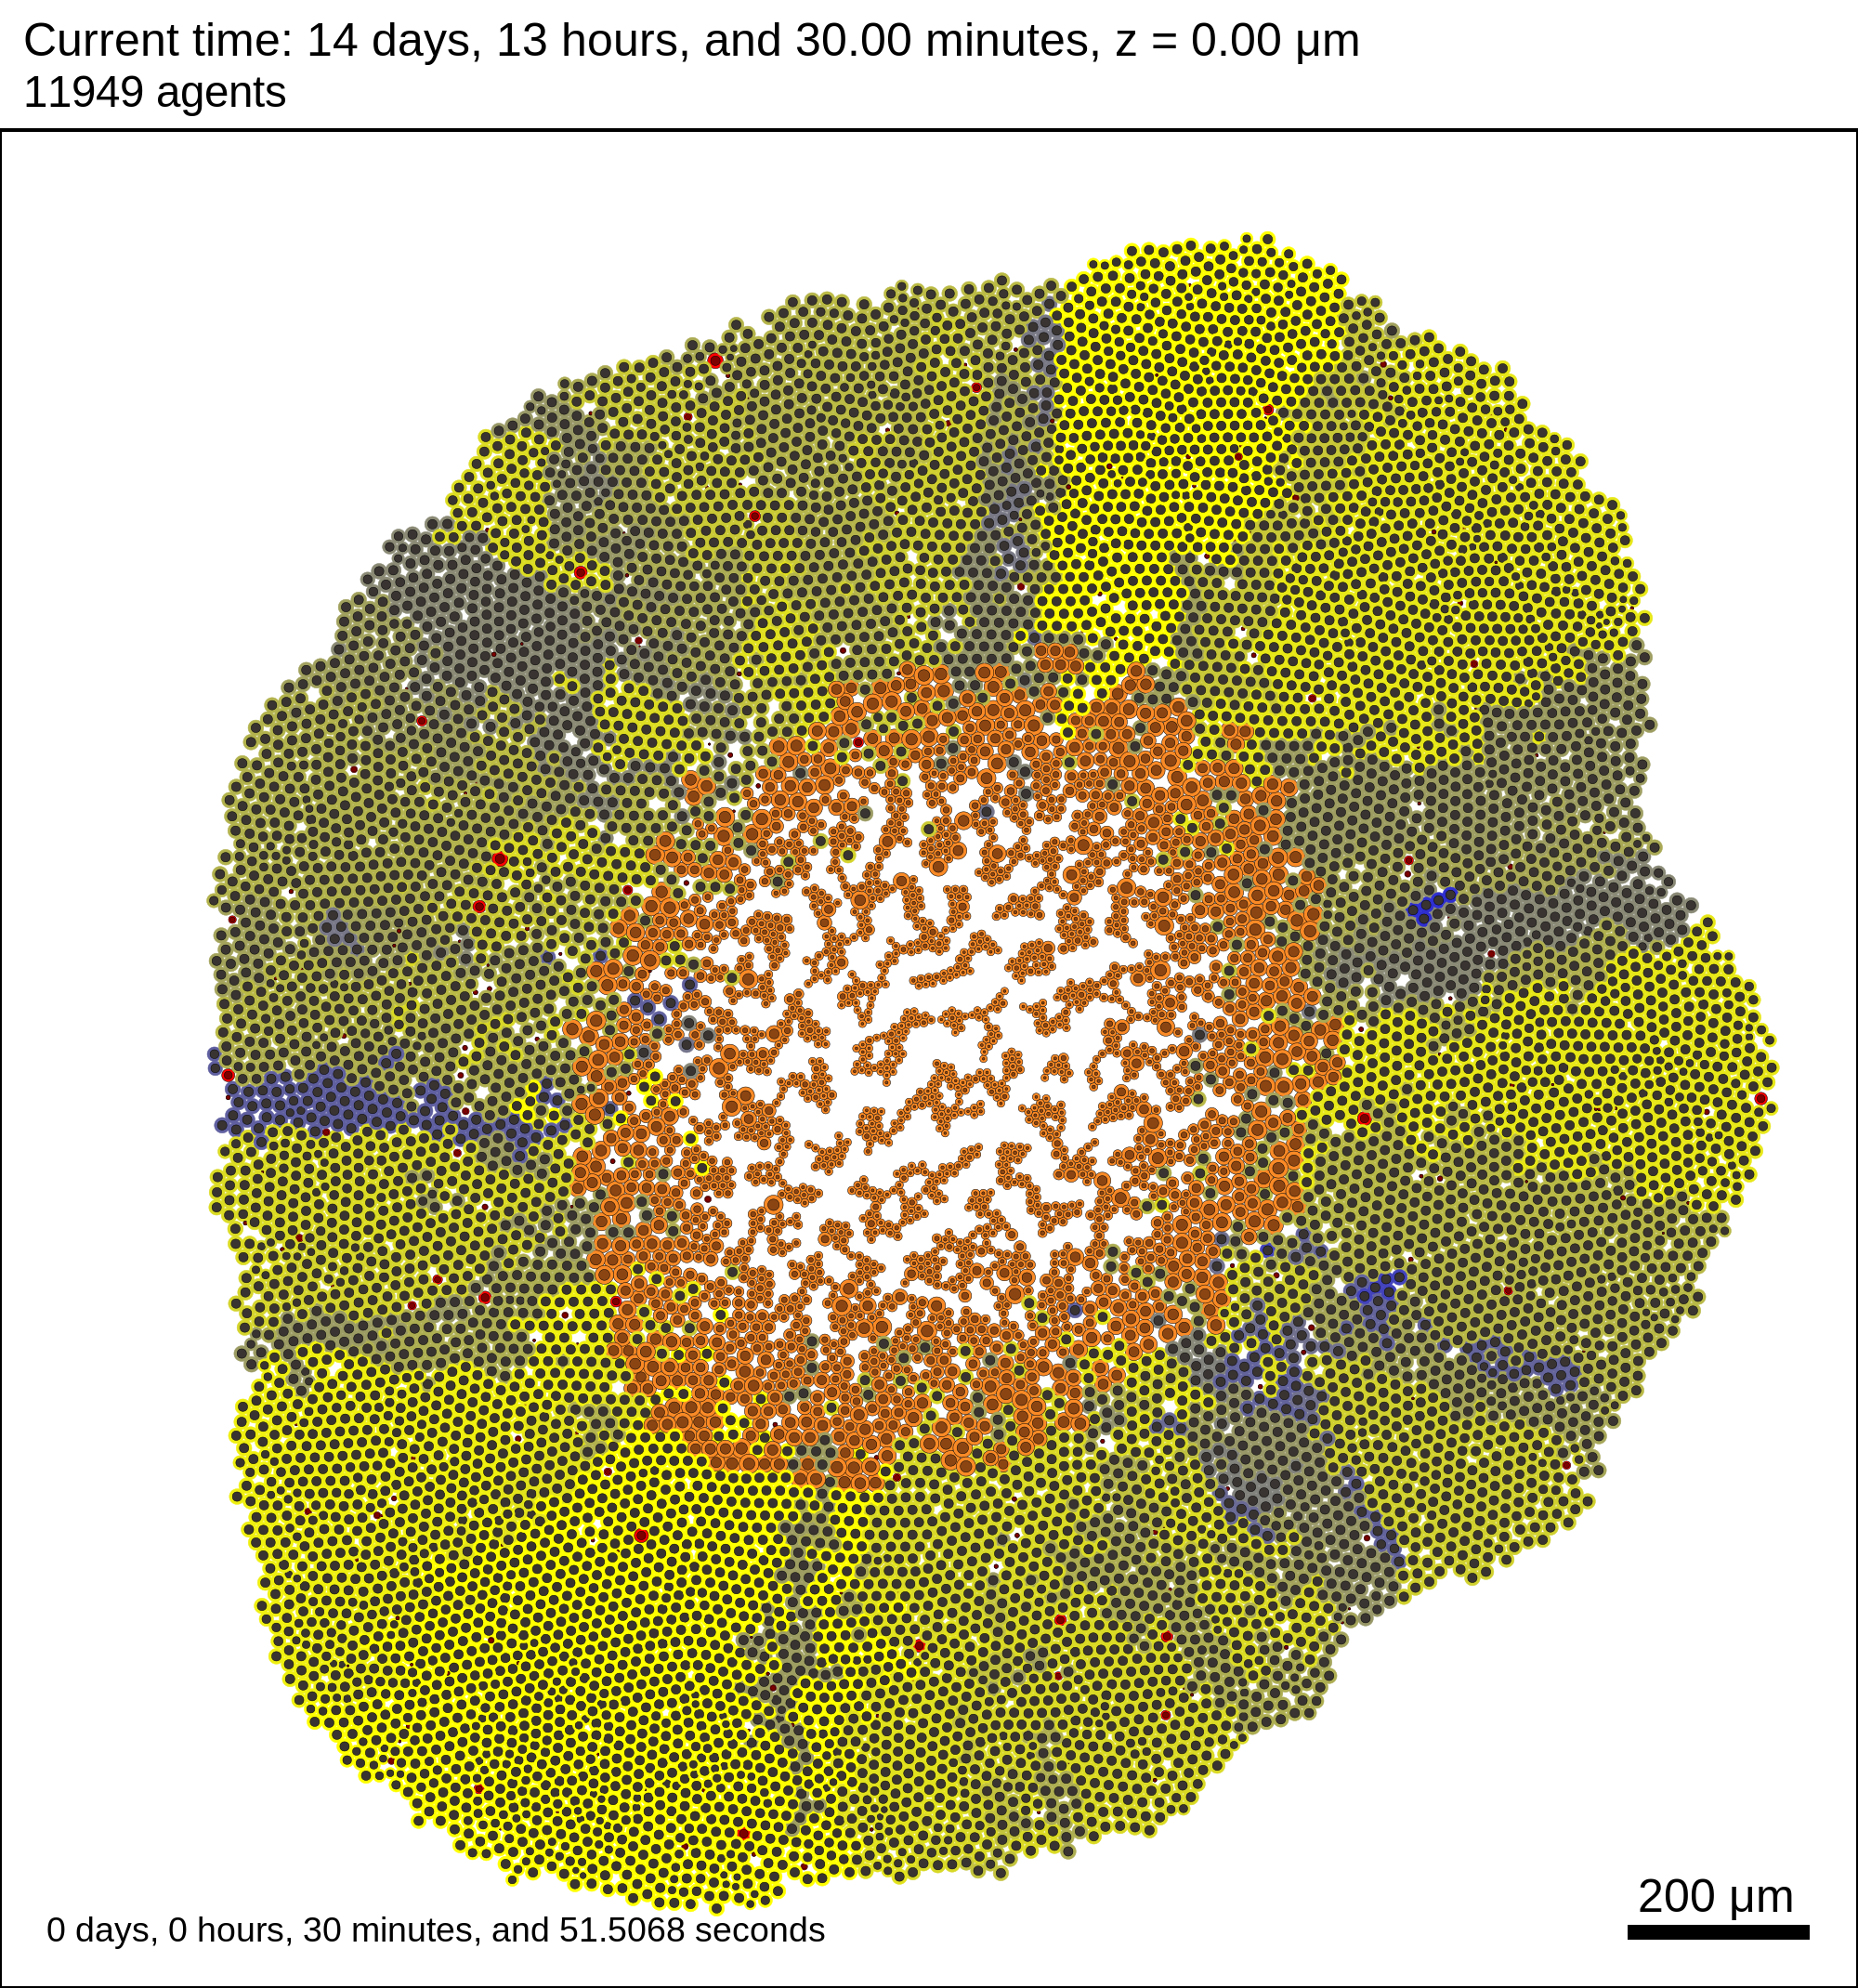 Current time: 14 days, 13 hours, and 30.00 minutes, z = 0.00 μm
11949 agents
200 μm
0 days, 0 hours, 30 minutes, and 51.5068 seconds